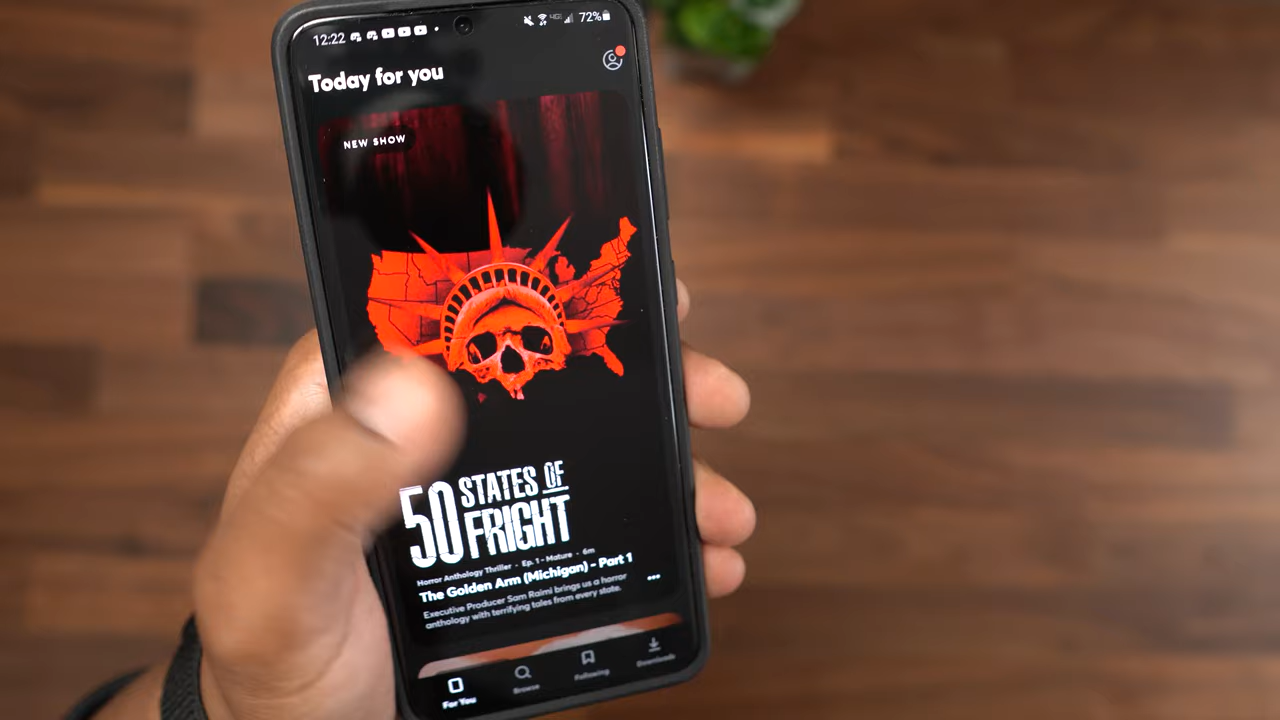 12:22
72%
Today for you
NEW SHOW
50 STATES OF
FRIGHT
Horror Anthology Thriller · Ep. 1 - Mature · 6m
The Golden Arm (Michigan) - Part 1
Executive Producer Sam Raimi brings us a horror
anthology with terrifying tales from every state.
For You
Browse
Following
Downloads